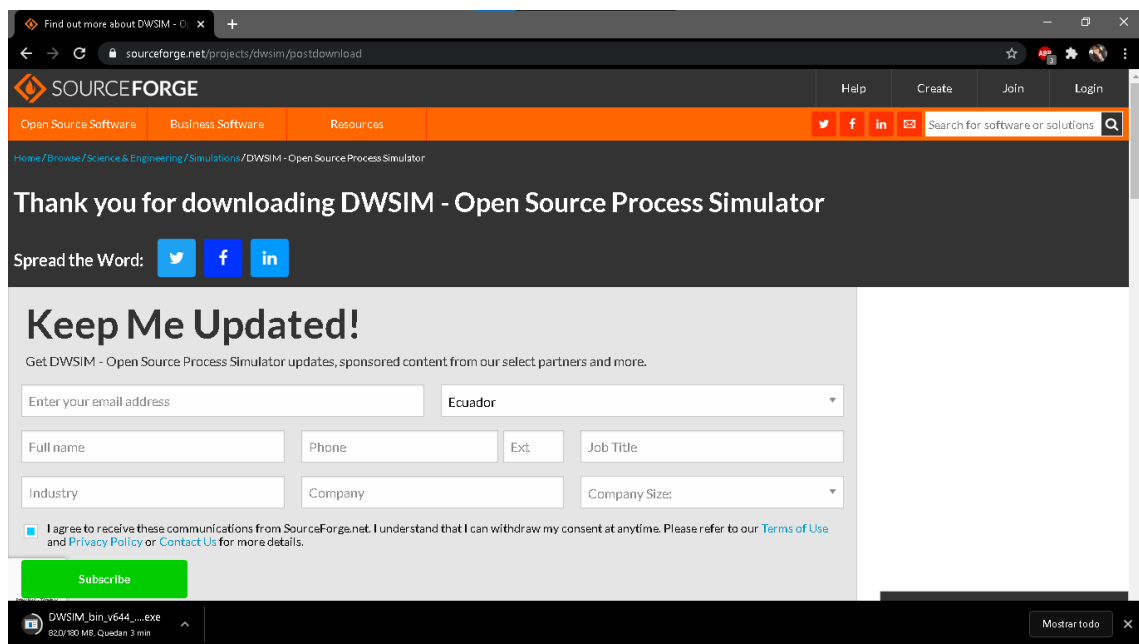 Find out more about DWSIM - O
sourceforge.net/projects/dwsim/postdownload
ABP
3
SOURCEFORGE
Help
Create
Join
Login
Open Source Software
Business Software
Resources
Search for software or solutions
Home / Browse / Science & Engineering / Simulations / DWSIM - Open Source Process Simulator
Thank you for downloading DWSIM - Open Source Process Simulator
Spread the Word:
Keep Me Updated!
Get DWSIM - Open Source Process Simulator updates, sponsored content from our select partners and more.
Enter your email address
Ecuador
Full name
Phone
Ext
Job Title
Industry
Company
Company Size:
I agree to receive these communications from SourceForge.net. I understand that I can withdraw my consent at anytime. Please refer to our Terms of Use
and Privacy Policy or Contact Us for more details.
Subscribe
DWSIM_bin_v644_....exe
82,0/180 MB, Quedan 3 min
Mostrar todo